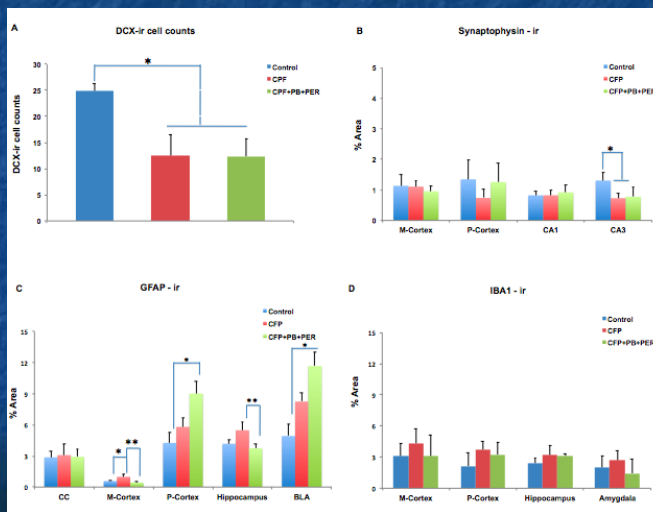 A
DCX-ir cell counts
*
Control
CPF
CPF+PB+PER
DCX-ir cell counts
30
25
20
15
10
5
0
B
Synaptophysin - ir
Control
CFP
CFP+PB+PER
% Area
5
4
3
2
1
0
*
M-Cortex
P-Cortex
CA1
CA3
C
GFAP - ir
Control
CFP
CFP+PB+PER
% Area
15
12
9
6
3
0
*
**
*
**
*
CC
M-Cortex
P-Cortex
Hippocampus
BLA
D
IBA1 - ir
Control
CFP
CFP+PB+PER
% Area
15
12
9
6
3
0
M-Cortex
P-Cortex
Hippocampus
Amygdala